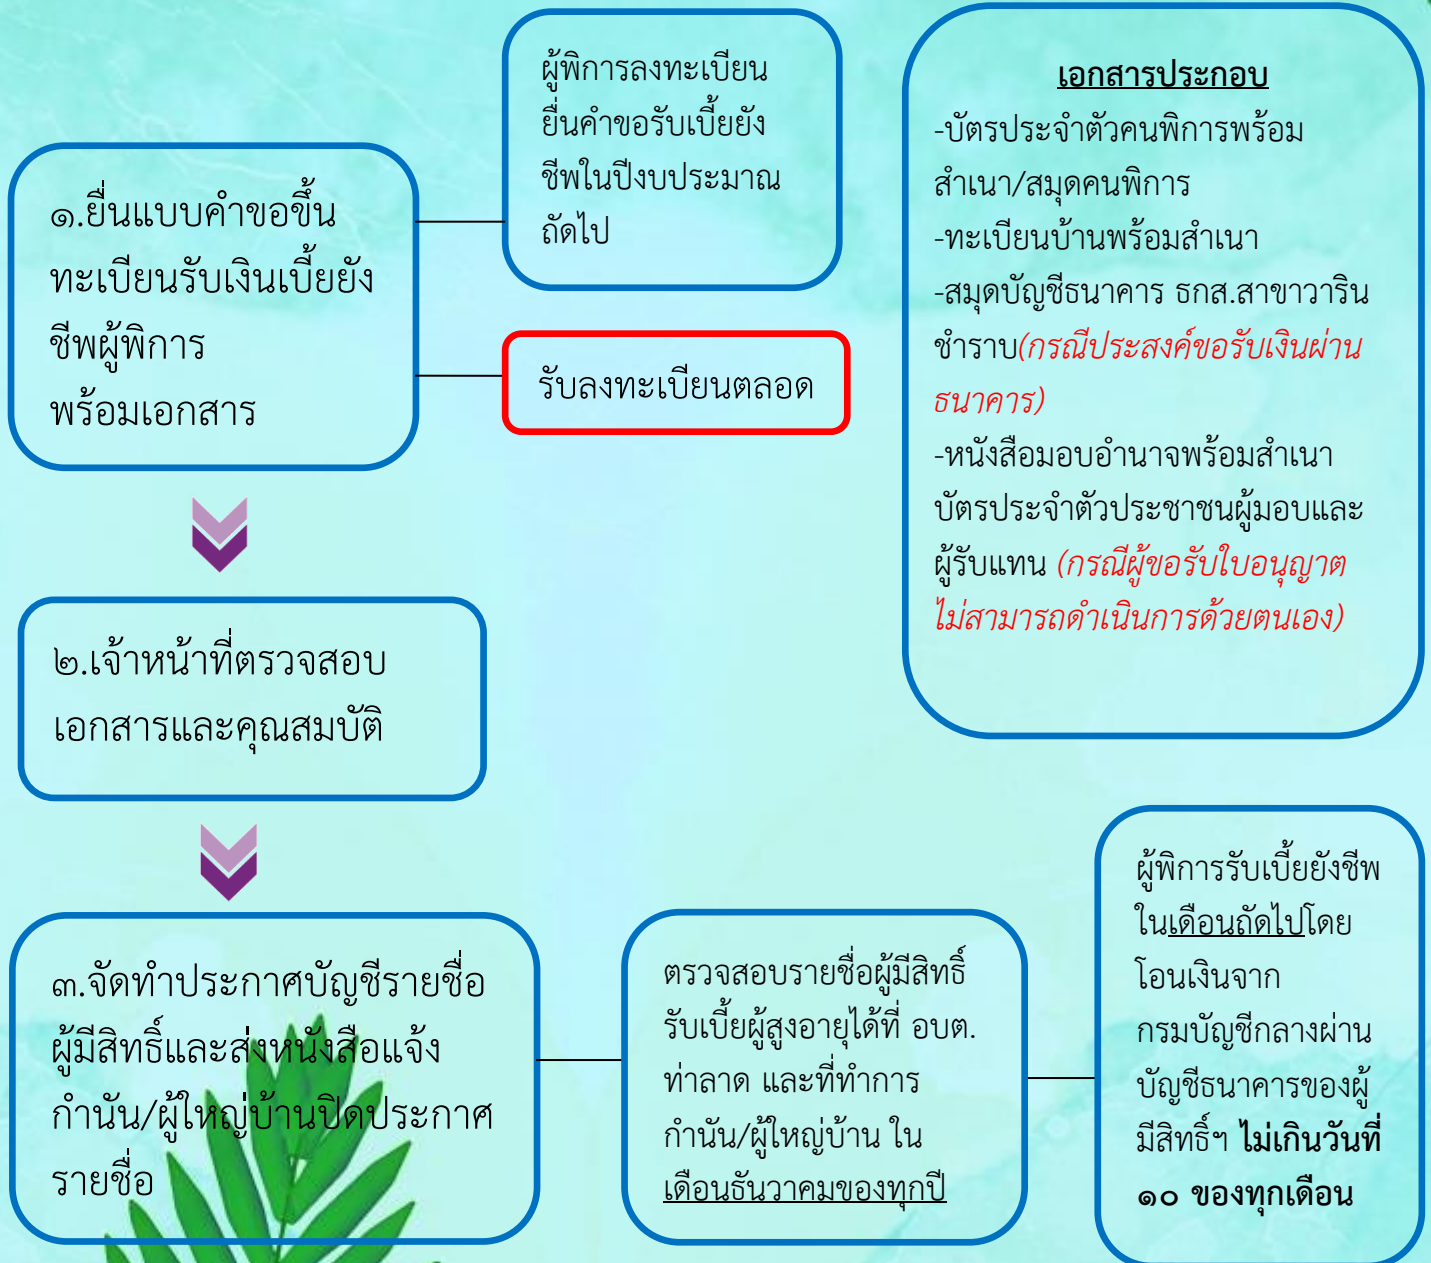 ๑.ยื่นแบบคำขอขึ้น
ทะเบียนรับเงินเบี้ยยัง
ชีพผู้พิการ
พร้อมเอกสาร
ผู้พิการลงทะเบียน
ยื่นคำขอรับเบี้ยยัง
ชีพในปีงบประมาณ
ถัดไป
รับลงทะเบียนตลอด
เอกสารประกอบ
-บัตรประจำตัวคนพิการพร้อม
สำเนา/สมุดคนพิการ
-ทะเบียนบ้านพร้อมสำเนา
-สมุดบัญชีธนาคาร ธกส.สาขาวาริน
ชำราบ(กรณีประสงค์ขอรับเงินผ่าน
ธนาคาร)
-หนังสือมอบอำนาจพร้อมสำเนา
บัตรประจำตัวประชาชนผู้มอบและ
ผู้รับแทน (กรณีผู้ขอรับใบอนุญาต
ไม่สามารถดำเนินการด้วยตนเอง)
๒.เจ้าหน้าที่ตรวจสอบ
เอกสารและคุณสมบัติ
๓.จัดทำประกาศบัญชีรายชื่อ
ผู้มีสิทธิ์และส่งหนังสือแจ้ง
กำนัน/ผู้ใหญ่บ้านปิดประกาศ
รายชื่อ
ตรวจสอบรายชื่อผู้มีสิทธิ์
รับเบี้ยผู้สูงอายุได้ที่ อบต.
ท่าลาด และที่ทำการ
กำนัน/ผู้ใหญ่บ้าน ใน
เดือนธันวาคมของทุกปี
ผู้พิการรับเบี้ยยังชีพ
ในเดือนถัดไปโดย
โอนเงินจาก
กรมบัญชีกลางผ่าน
บัญชีธนาคารของผู้
มีสิทธิ์ฯ ไม่เกินวันที่
๑๐ ของทุกเดือน